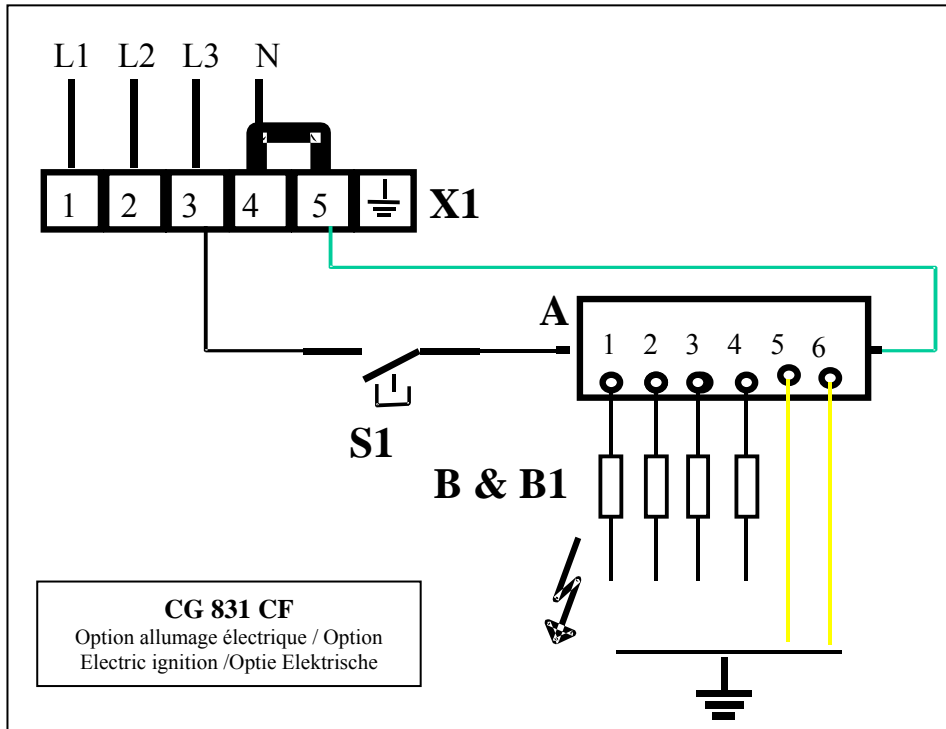 L1 L2 L3 N
1 2 3 4 5 X1
A
1 2 3 4 5 6
S1
B & B1
CG 831 CF
Option allumage électrique / Option
Electric ignition /Optie Elektrische